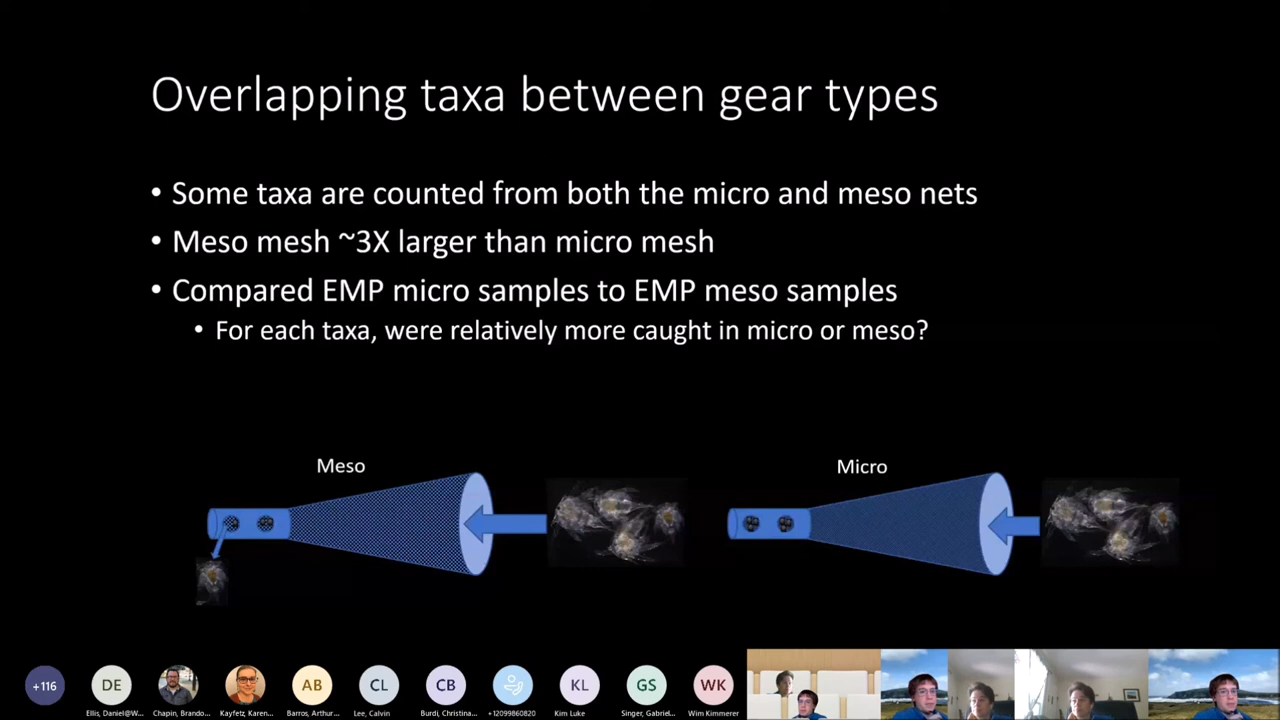 Overlapping taxa between gear types
• Some taxa are counted from both the micro and meso nets
• Meso mesh ~3X larger than micro mesh
• Compared EMP micro samples to EMP meso samples
• For each taxa, were relatively more caught in micro or meso?
Meso
Micro
+116
DE
AB
CL
CB
KL
GS
WK
Ellis, Daniel@W...
Chapin, Brando...
Kayfetz, Karen...
Barros, Arthur...
Lee, Calvin
Burdi, Christina...
+12099860820
Kim Luke
Singer, Gabriel...
Wim Kimmerer